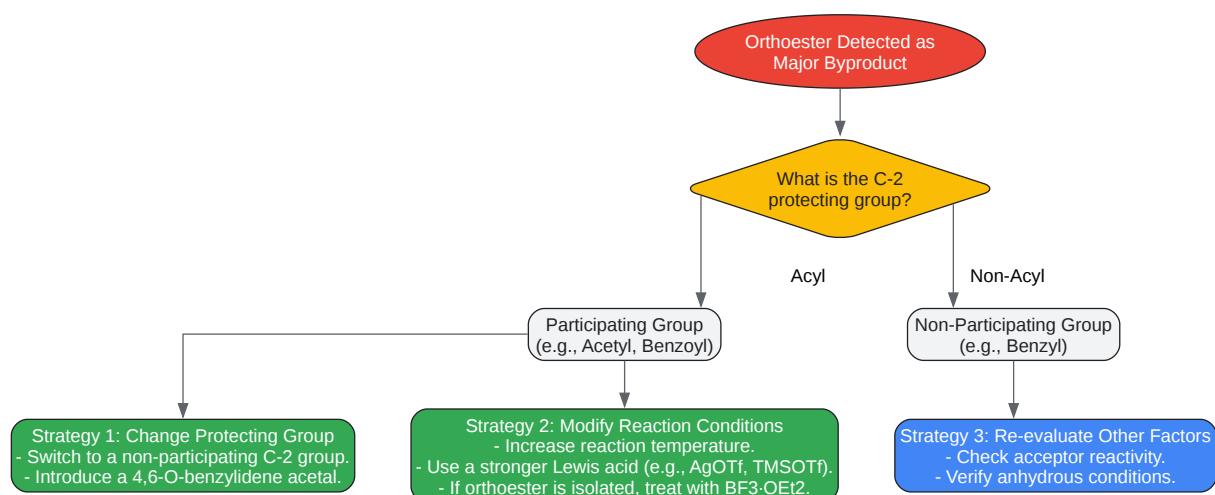 Orthoester Detected as
Major Byproduct
What is the C-2
protecting group?
Acyl
Non-Acyl
Participating Group
(e.g., Acetyl, Benzoyl)
Non-Participating Group
(e.g., Benzyl)
Strategy 1: Change Protecting Group
- Switch to a non-participating C-2 group.
- Introduce a 4,6-O-benzylidene acetal.
Strategy 2: Modify Reaction Conditions
- Increase reaction temperature.
- Use a stronger Lewis acid (e.g., AgOTf, TMSOTf).
- If orthoester is isolated, treat with BF3·OEt2.
Strategy 3: Re-evaluate Other Factors
- Check acceptor reactivity.
- Verify anhydrous conditions.